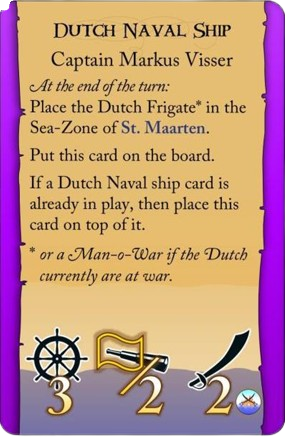 Dutch Naval Ship
Captain Markus Visser
At the end of the turn:
Place the Dutch Frigate* in the
Sea-Zone of St. Maarten.
Put this card on the board.
If a Dutch Naval ship card is
already in play, then place this
card on top of it.
* or a Man-o-War if the Dutch
currently are at war.
3 2 2